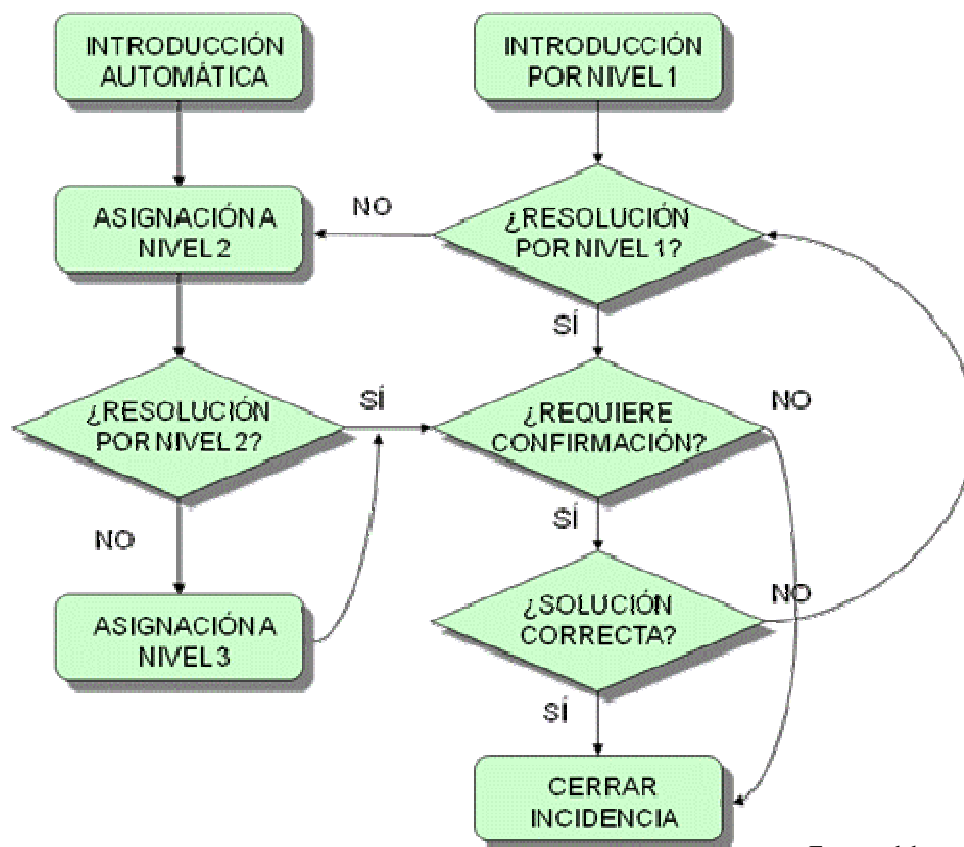 INTRODUCCIÓN
AUTOMÁTICA
INTRODUCCIÓN
POR NIVEL 1
ASIGNACIÓN A
NIVEL 2
NO
¿RESOLUCIÓN
POR NIVEL 1?
SÍ
¿RESOLUCIÓN
POR NIVEL 2?
SÍ
¿REQUIERE
CONFIRMACIÓN?
NO
NO
SÍ
ASIGNACIÓN A
NIVEL 3
¿SOLUCIÓN
CORRECTA?
NO
SÍ
CERRAR
INCIDENCIA